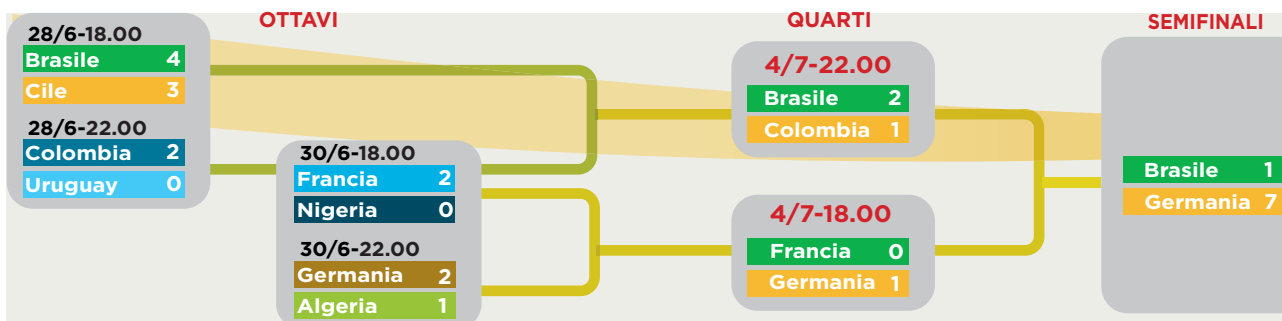 OTTAVI
QUARTI
SEMIFINALI
28/6-18.00
Brasile 4
Cile 3
28/6-22.00
Colombia 2
Uruguay 0
30/6-18.00
Francia 2
Nigeria 0
30/6-22.00
Germania 2
Algeria 1
4/7-22.00
Brasile 2
Colombia 1
4/7-18.00
Francia 0
Germania 1
Brasile 1
Germania 7